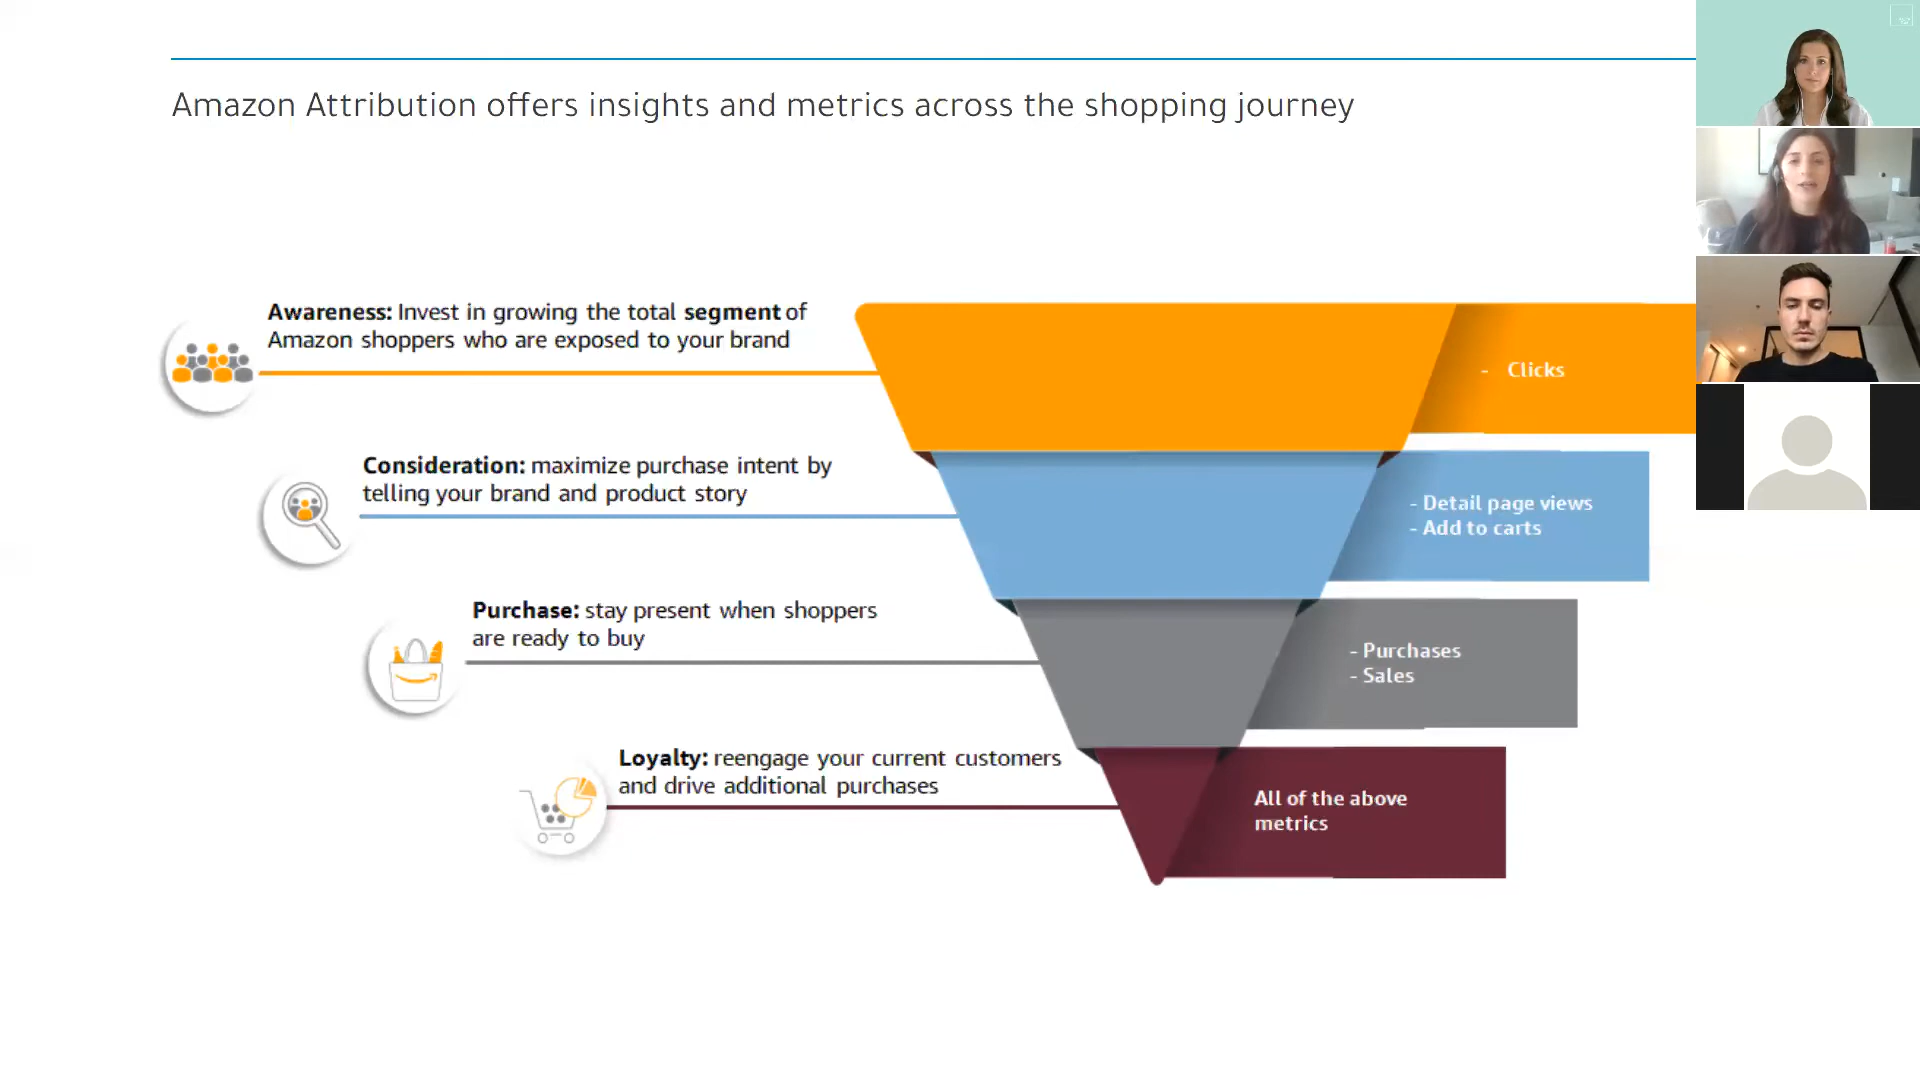 Amazon Attribution offers insights and metrics across the shopping journey
Awareness: Invest in growing the total segment of
Amazon shoppers who are exposed to your brand
- Clicks
Consideration: maximize purchase intent by
telling your brand and product story
- Detail page views
- Add to carts
Purchase: stay present when shoppers
are ready to buy
- Purchases
- Sales
Loyalty: reengage your current customers
and drive additional purchases
All of the above
metrics